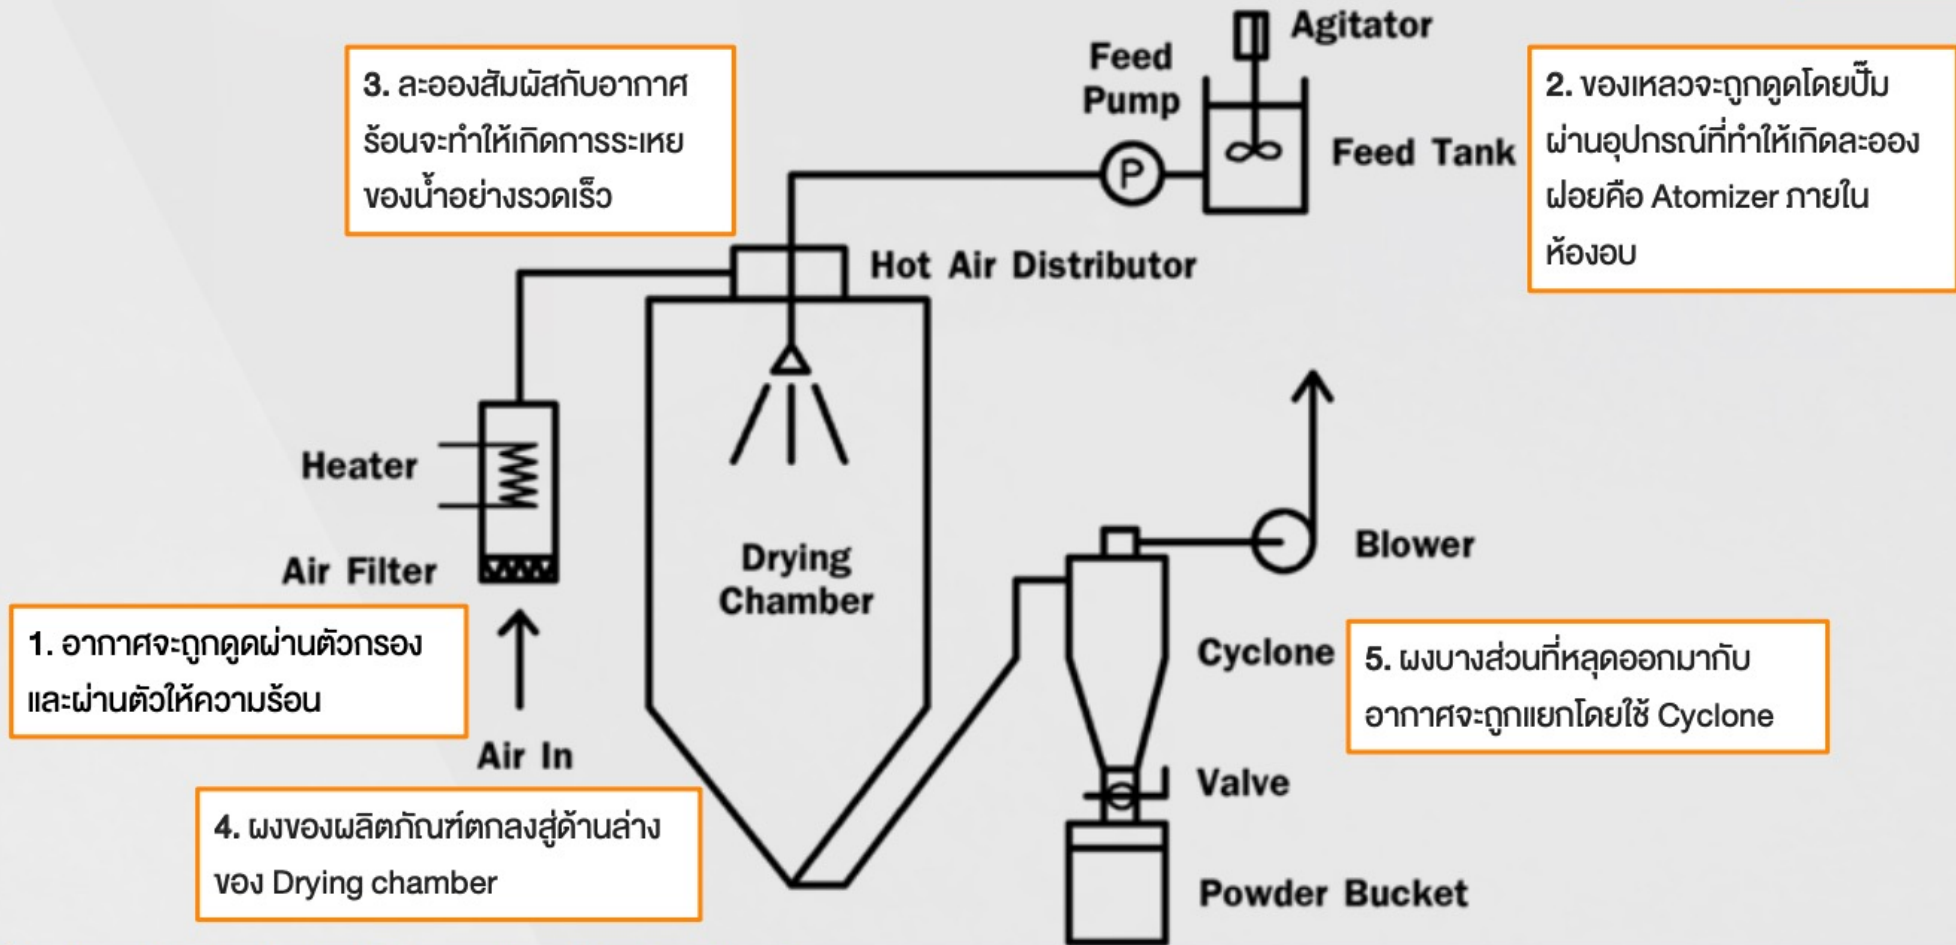 Agitator
Feed
Pump
3. ละอองสัมผัสกับอากาศ
ร้อนจะทำให้เกิดการระเหย
ของน้ำอย่างรวดเร็ว
2. ของเหลวจะถูกดูดโดยปั๊ม
ผ่านอุปกรณ์ที่ทำให้เกิดละออง
ฝอยคือ Atomizer ภายใน
ห้องอบ
P
Feed Tank
Hot Air Distributor
Heater
Air Filter
Drying
Chamber
Blower
1. อากาศจะถูกดูดผ่านตัวกรอง
และผ่านตัวให้ความร้อน
Cyclone
5. ผงบางส่วนที่หลุดออกมากับ
อากาศจะถูกแยกโดยใช้ Cyclone
Air In
Valve
4. ผงของผลิตภัณฑ์ตกลงสู่ด้านล่าง
ของ Drying chamber
Powder Bucket